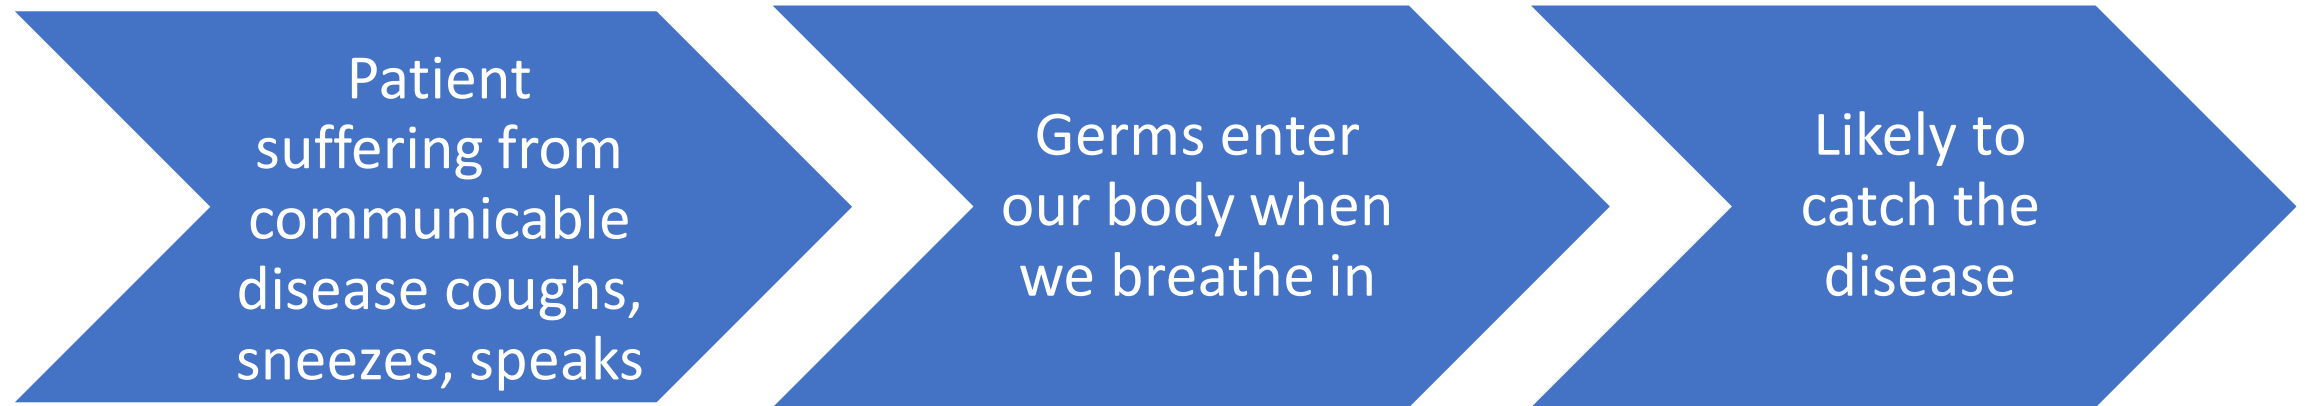 Patient
suffering from
communicable
disease coughs,
sneezes, speaks
Germs enter
our body when
we breathe in
Likely to
catch the
disease